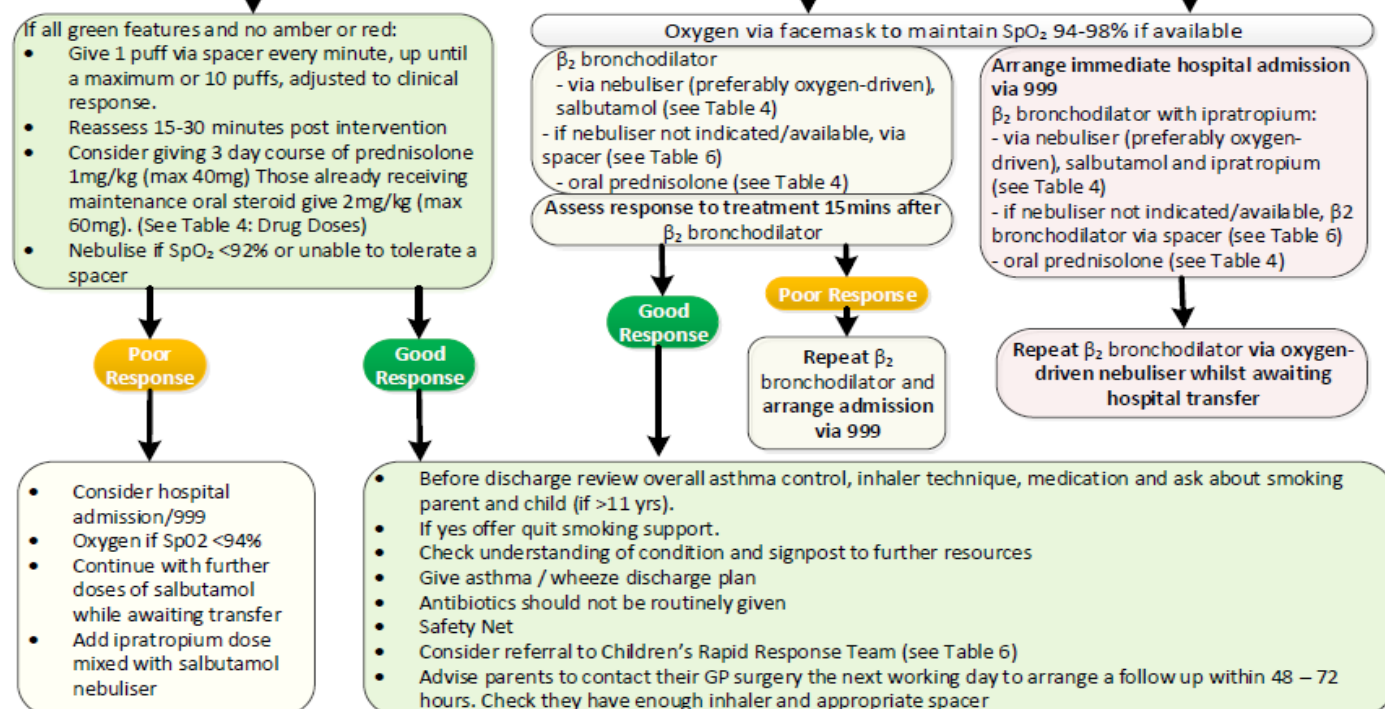 If all green features and no amber or red:
• Give 1 puff via spacer every minute, up until
a maximum or 10 puffs, adjusted to clinical
response.
• Reassess 15-30 minutes post intervention
• Consider giving 3 day course of prednisolone
1mg/kg (max 40mg) Those already receiving
maintenance oral steroid give 2mg/kg (max
60mg). (See Table 4: Drug Doses)
• Nebulise if SpO₂ <92% or unable to tolerate a
spacer
Oxygen via facemask to maintain SpO₂ 94-98% if available
β₂ bronchodilator
- via nebuliser (preferably oxygen-driven),
salbutamol (see Table 4)
- if nebuliser not indicated/available, via
spacer (see Table 6)
- oral prednisolone (see Table 4)
Assess response to treatment 15mins after
β₂ bronchodilator
Arrange immediate hospital admission
via 999
β₂ bronchodilator with ipratropium:
- via nebuliser (preferably oxygen-
driven), salbutamol and ipratropium
(see Table 4)
- if nebuliser not indicated/available, β2
bronchodilator via spacer (see Table 6)
- oral prednisolone (see Table 4)
Poor
Response
Good
Response
Good
Response
Poor Response
Repeat β₂
bronchodilator and
arrange admission
via 999
Repeat β₂ bronchodilator via oxygen-
driven nebuliser whilst awaiting
hospital transfer
• Consider hospital
admission/999
• Oxygen if Sp02 <94%
• Continue with further
doses of salbutamol
while awaiting transfer
• Add ipratropium dose
mixed with salbutamol
nebuliser
• Before discharge review overall asthma control, inhaler technique, medication and ask about smoking
parent and child (if >11 yrs).
• If yes offer quit smoking support.
• Check understanding of condition and signpost to further resources
• Give asthma / wheeze discharge plan
• Antibiotics should not be routinely given
• Safety Net
• Consider referral to Children's Rapid Response Team (see Table 6)
• Advise parents to contact their GP surgery the next working day to arrange a follow up within 48 – 72
hours. Check they have enough inhaler and appropriate spacer